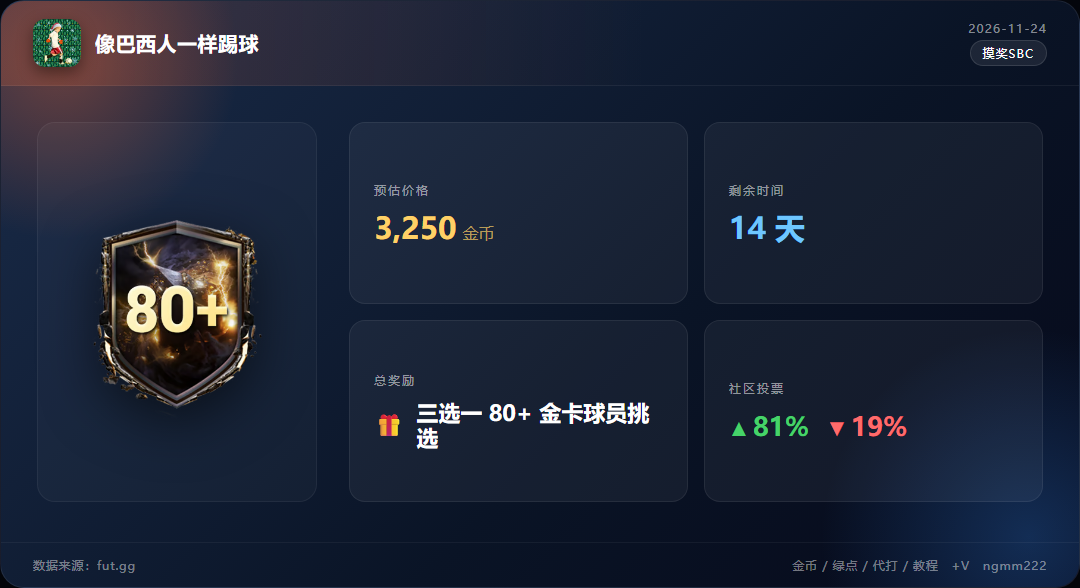 像巴西人一样踢球
2026-11-24
摸奖SBC
80+
预估价格
3,250 金币
剩余时间
14 天
总奖励
三选一 80+ 金卡球员挑
选
社区投票
▲81% ▼19%
数据来源：fut.gg
金币 / 绿点 / 代打 / 教程 +V ngmm222